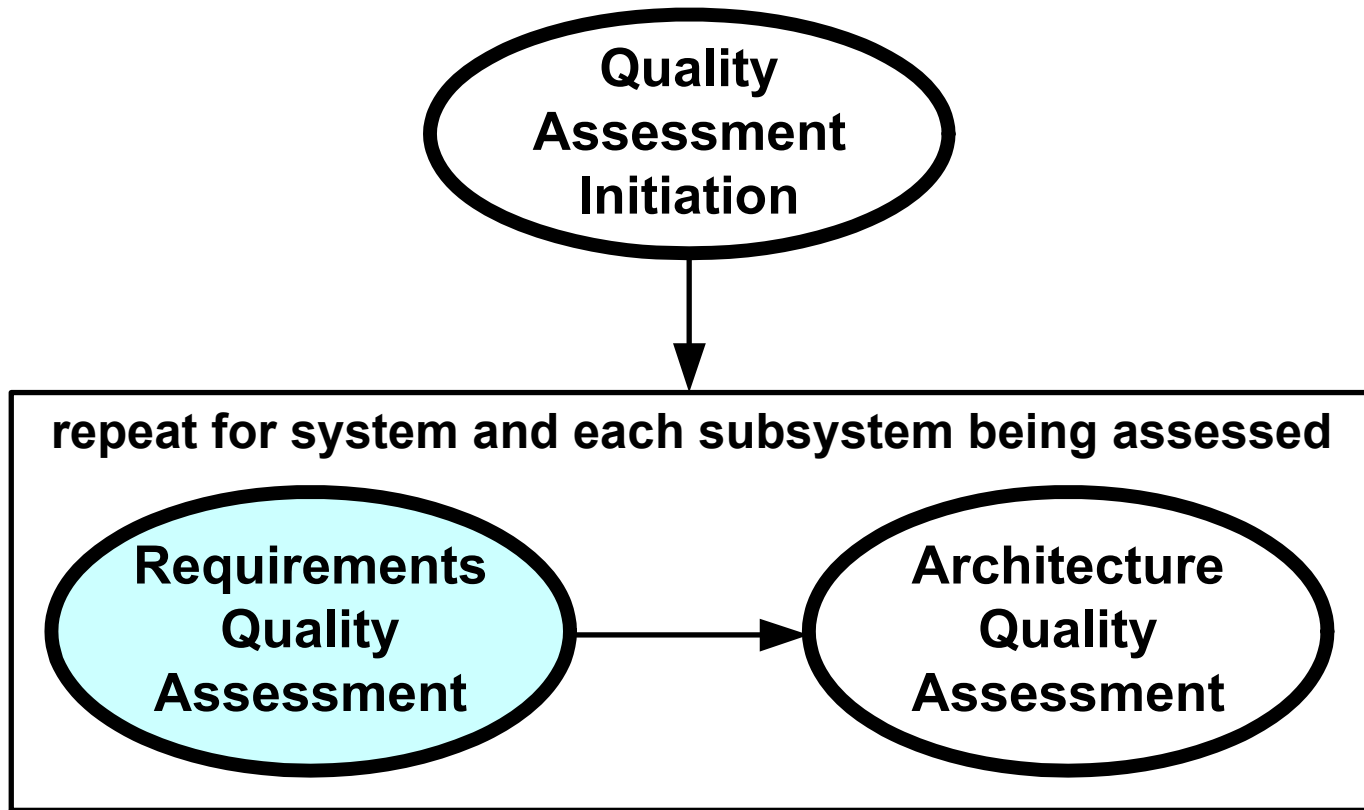 Quality
Assessment
Initiation
repeat for system and each subsystem being assessed
Requirements
Quality
Assessment
Architecture
Quality
Assessment